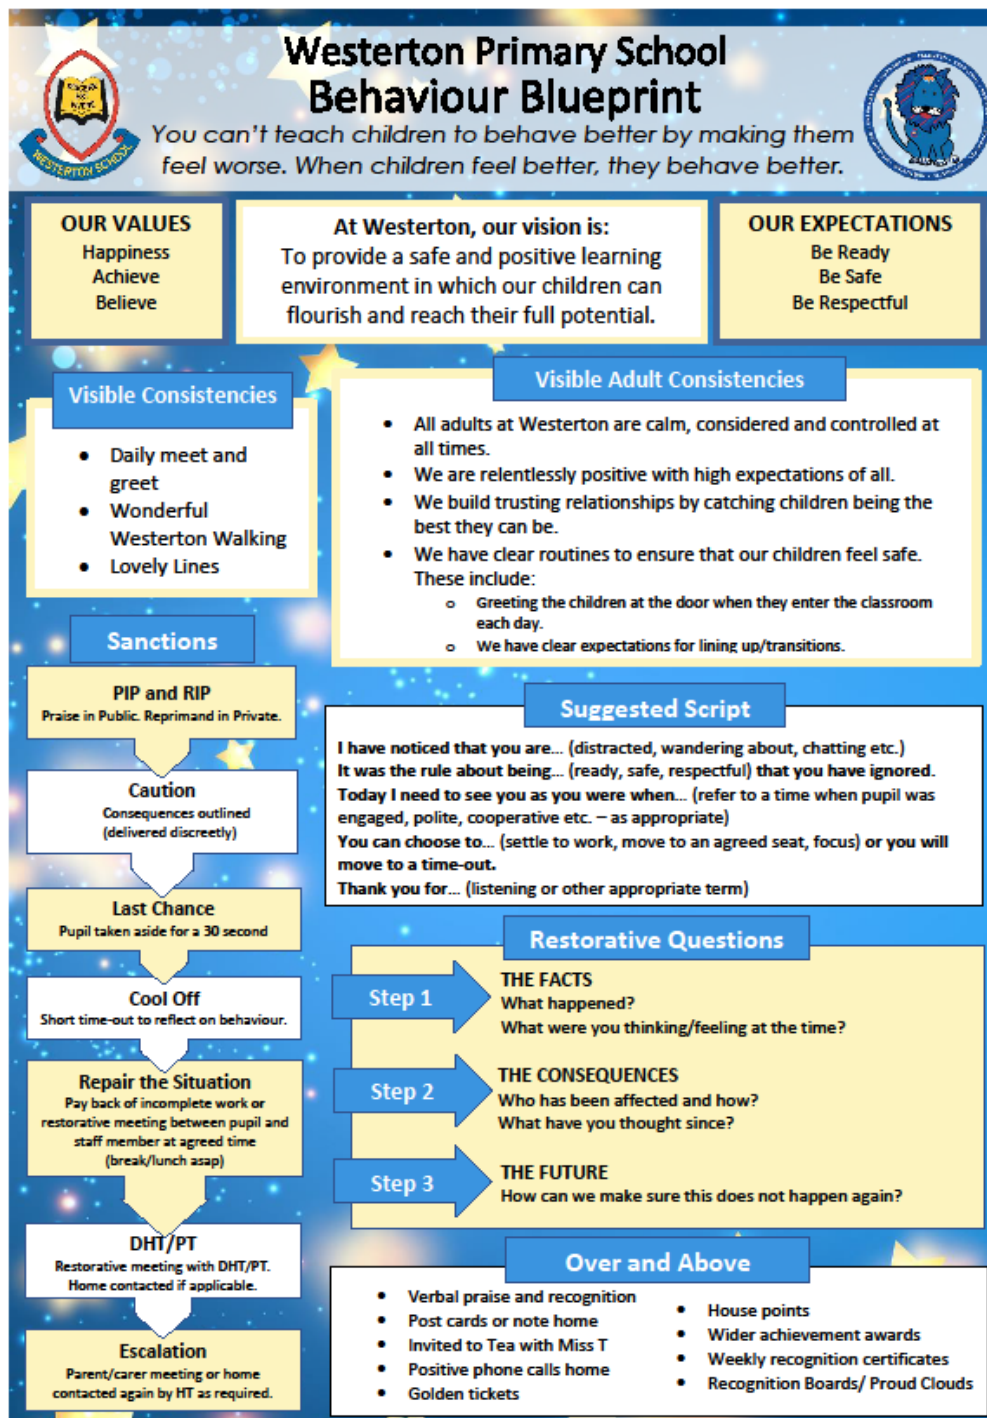 Westerton Primary School
Behaviour Blueprint
You can't teach children to behave better by making them
feel worse. When children feel better, they behave better.
WESTERTON SCHOOL
OUR VALUES
Happiness
Achieve
Believe
At Westerton, our vision is:
To provide a safe and positive learning
environment in which our children can
flourish and reach their full potential.
OUR EXPECTATIONS
Be Ready
Be Safe
Be Respectful
Visible Consistencies
• Daily meet and
greet
• Wonderful
Westerton Walking
• Lovely Lines
Visible Adult Consistencies
• All adults at Westerton are calm, considered and controlled at
all times.
• We are relentlessly positive with high expectations of all.
• We build trusting relationships by catching children being the
best they can be.
• We have clear routines to ensure that our children feel safe.
These include:
o Greeting the children at the door when they enter the classroom
each day.
o We have clear expectations for lining up/transitions.
Sanctions
PIP and RIP
Praise in Public. Reprimand in Private.
Caution
Consequences outlined
(delivered discreetly)
Last Chance
Pupil taken aside for a 30 second
Cool Off
Short time-out to reflect on behaviour.
Repair the Situation
Pay back of incomplete work or
restorative meeting between pupil and
staff member at agreed time
(break/lunch asap)
DHT/PT
Restorative meeting with DHT/PT.
Home contacted if applicable.
Escalation
Parent/carer meeting or home
contacted again by HT as required.
Suggested Script
I have noticed that you are... (distracted, wandering about, chatting etc.)
It was the rule about being... (ready, safe, respectful) that you have ignored.
Today I need to see you as you were when... (refer to a time when pupil was
engaged, polite, cooperative etc. – as appropriate)
You can choose to... (settle to work, move to an agreed seat, focus) or you will
move to a time-out.
Thank you for... (listening or other appropriate term)
Restorative Questions
Step 1
THE FACTS
What happened?
What were you thinking/feeling at the time?
Step 2
THE CONSEQUENCES
Who has been affected and how?
What have you thought since?
Step 3
THE FUTURE
How can we make sure this does not happen again?
Over and Above
• Verbal praise and recognition
• Post cards or note home
• Invited to Tea with Miss T
• Positive phone calls home
• Golden tickets
• House points
• Wider achievement awards
• Weekly recognition certificates
• Recognition Boards/ Proud Clouds